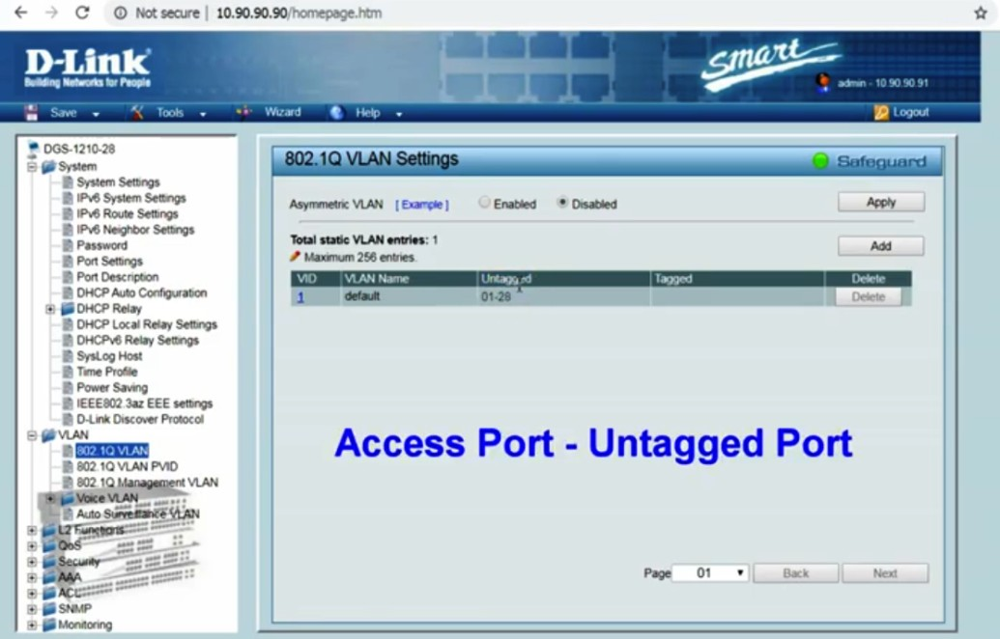 Not secure | 10.90.90.90/homepage.htm
D-Link
Building Networks for People
smart
admin - 10.90.90.91
Save Tools Wizard Help Logout
DGS-1210-28
System
System Settings
IPv6 System Settings
IPv6 Route Settings
IPv6 Neighbor Settings
Password
Port Settings
Port Description
DHCP Auto Configuration
DHCP Relay
DHCP Local Relay Settings
DHCPv6 Relay Settings
SysLog Host
Time Profile
Power Saving
IEEE802.3az EEE settings
D-Link Discover Protocol
VLAN
802.1Q VLAN
802.1Q VLAN PVID
802.1Q Management VLAN
Voice VLAN
Auto Surveillance VLAN
L2 Functions
QoS
Security
AAA
ACL
SNMP
Monitoring
802.1Q VLAN Settings
Safeguard
Asymmetric VLAN [ Example ] Enabled Disabled Apply
Total static VLAN entries: 1
Add
Maximum 256 entries.
VID VLAN Name Untagged Tagged Delete
1 default 01-28 Delete
Access Port - Untagged Port
Page 01 Back Next